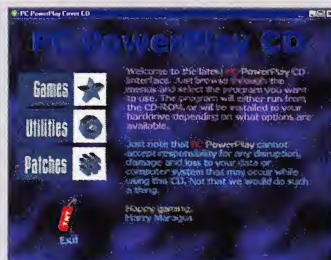 PC PowerPlay Cover CD
PC PowerPlay CD
Welcome to the latest PC PowerPlay CD
interface. Just browse through the
menus and select the program you want
to use. The program will either run from
the CD-ROM, or will be installed to your
hardrive depending on what options are
available.
Just note that PC PowerPlay cannot
accept responsibility for any disruption,
damage and loss to your data or
computer system that may occur while
using this CD. Not that we would do such
a thing.
Happy gaming,
Harry Maragos
Games
Utilities
Patches
TNT
Exit